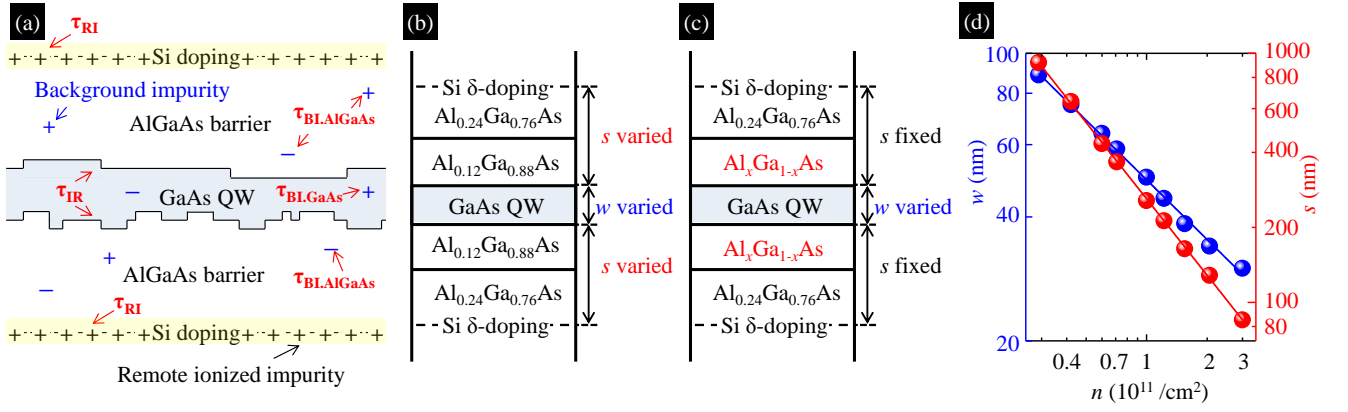 (a)
τRI
+ + + + + + + + Si doping + + + + + + +
Background impurity
+
AlGaAs barrier
τBI.AlGaAs
+
−
τIR
−
GaAs QW
τBI.GaAs
+
+
−
AlGaAs barrier
τBI.AlGaAs
−
τRI
+ + + + + + + + Si doping + + + + + + +
Remote ionized impurity
(b)
Si δ-doping
Al0.24Ga0.76As
s varied
Al0.12Ga0.88As
GaAs QW
w varied
Al0.12Ga0.88As
s varied
Al0.24Ga0.76As
Si δ-doping
(c)
Si δ-doping
Al0.24Ga0.76As
s fixed
AlxGa1-xAs
GaAs QW
w varied
AlxGa1-xAs
s fixed
Al0.24Ga0.76As
Si δ-doping
(d)
100
80
60
40
20
w (nm)
1000
800
600
400
200
100
80
s (nm)
0.4 0.7 1 2 3
n (10¹¹ /cm²)